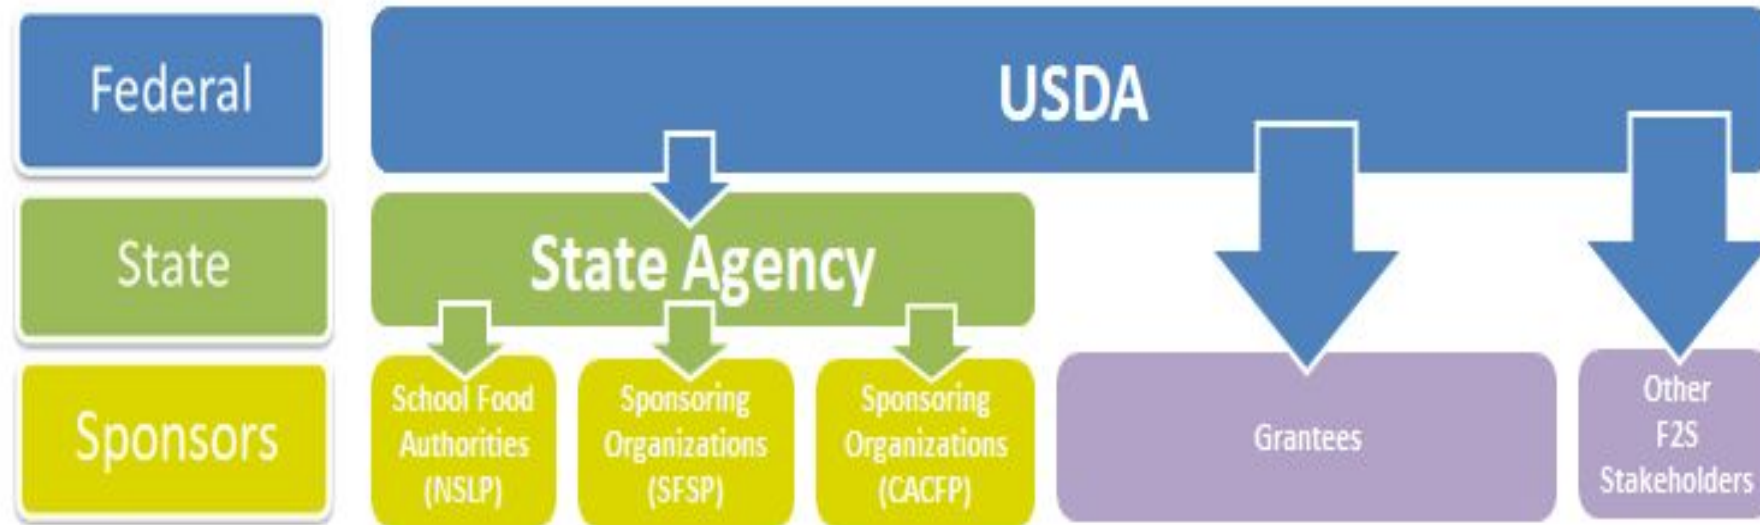 Federal
USDA
State
State Agency
Sponsors
School Food
Authorities
(NSLP)
Sponsoring
Organizations
(SFSP)
Sponsoring
Organizations
(CACFP)
Grantees
Other
F2S
Stakeholders